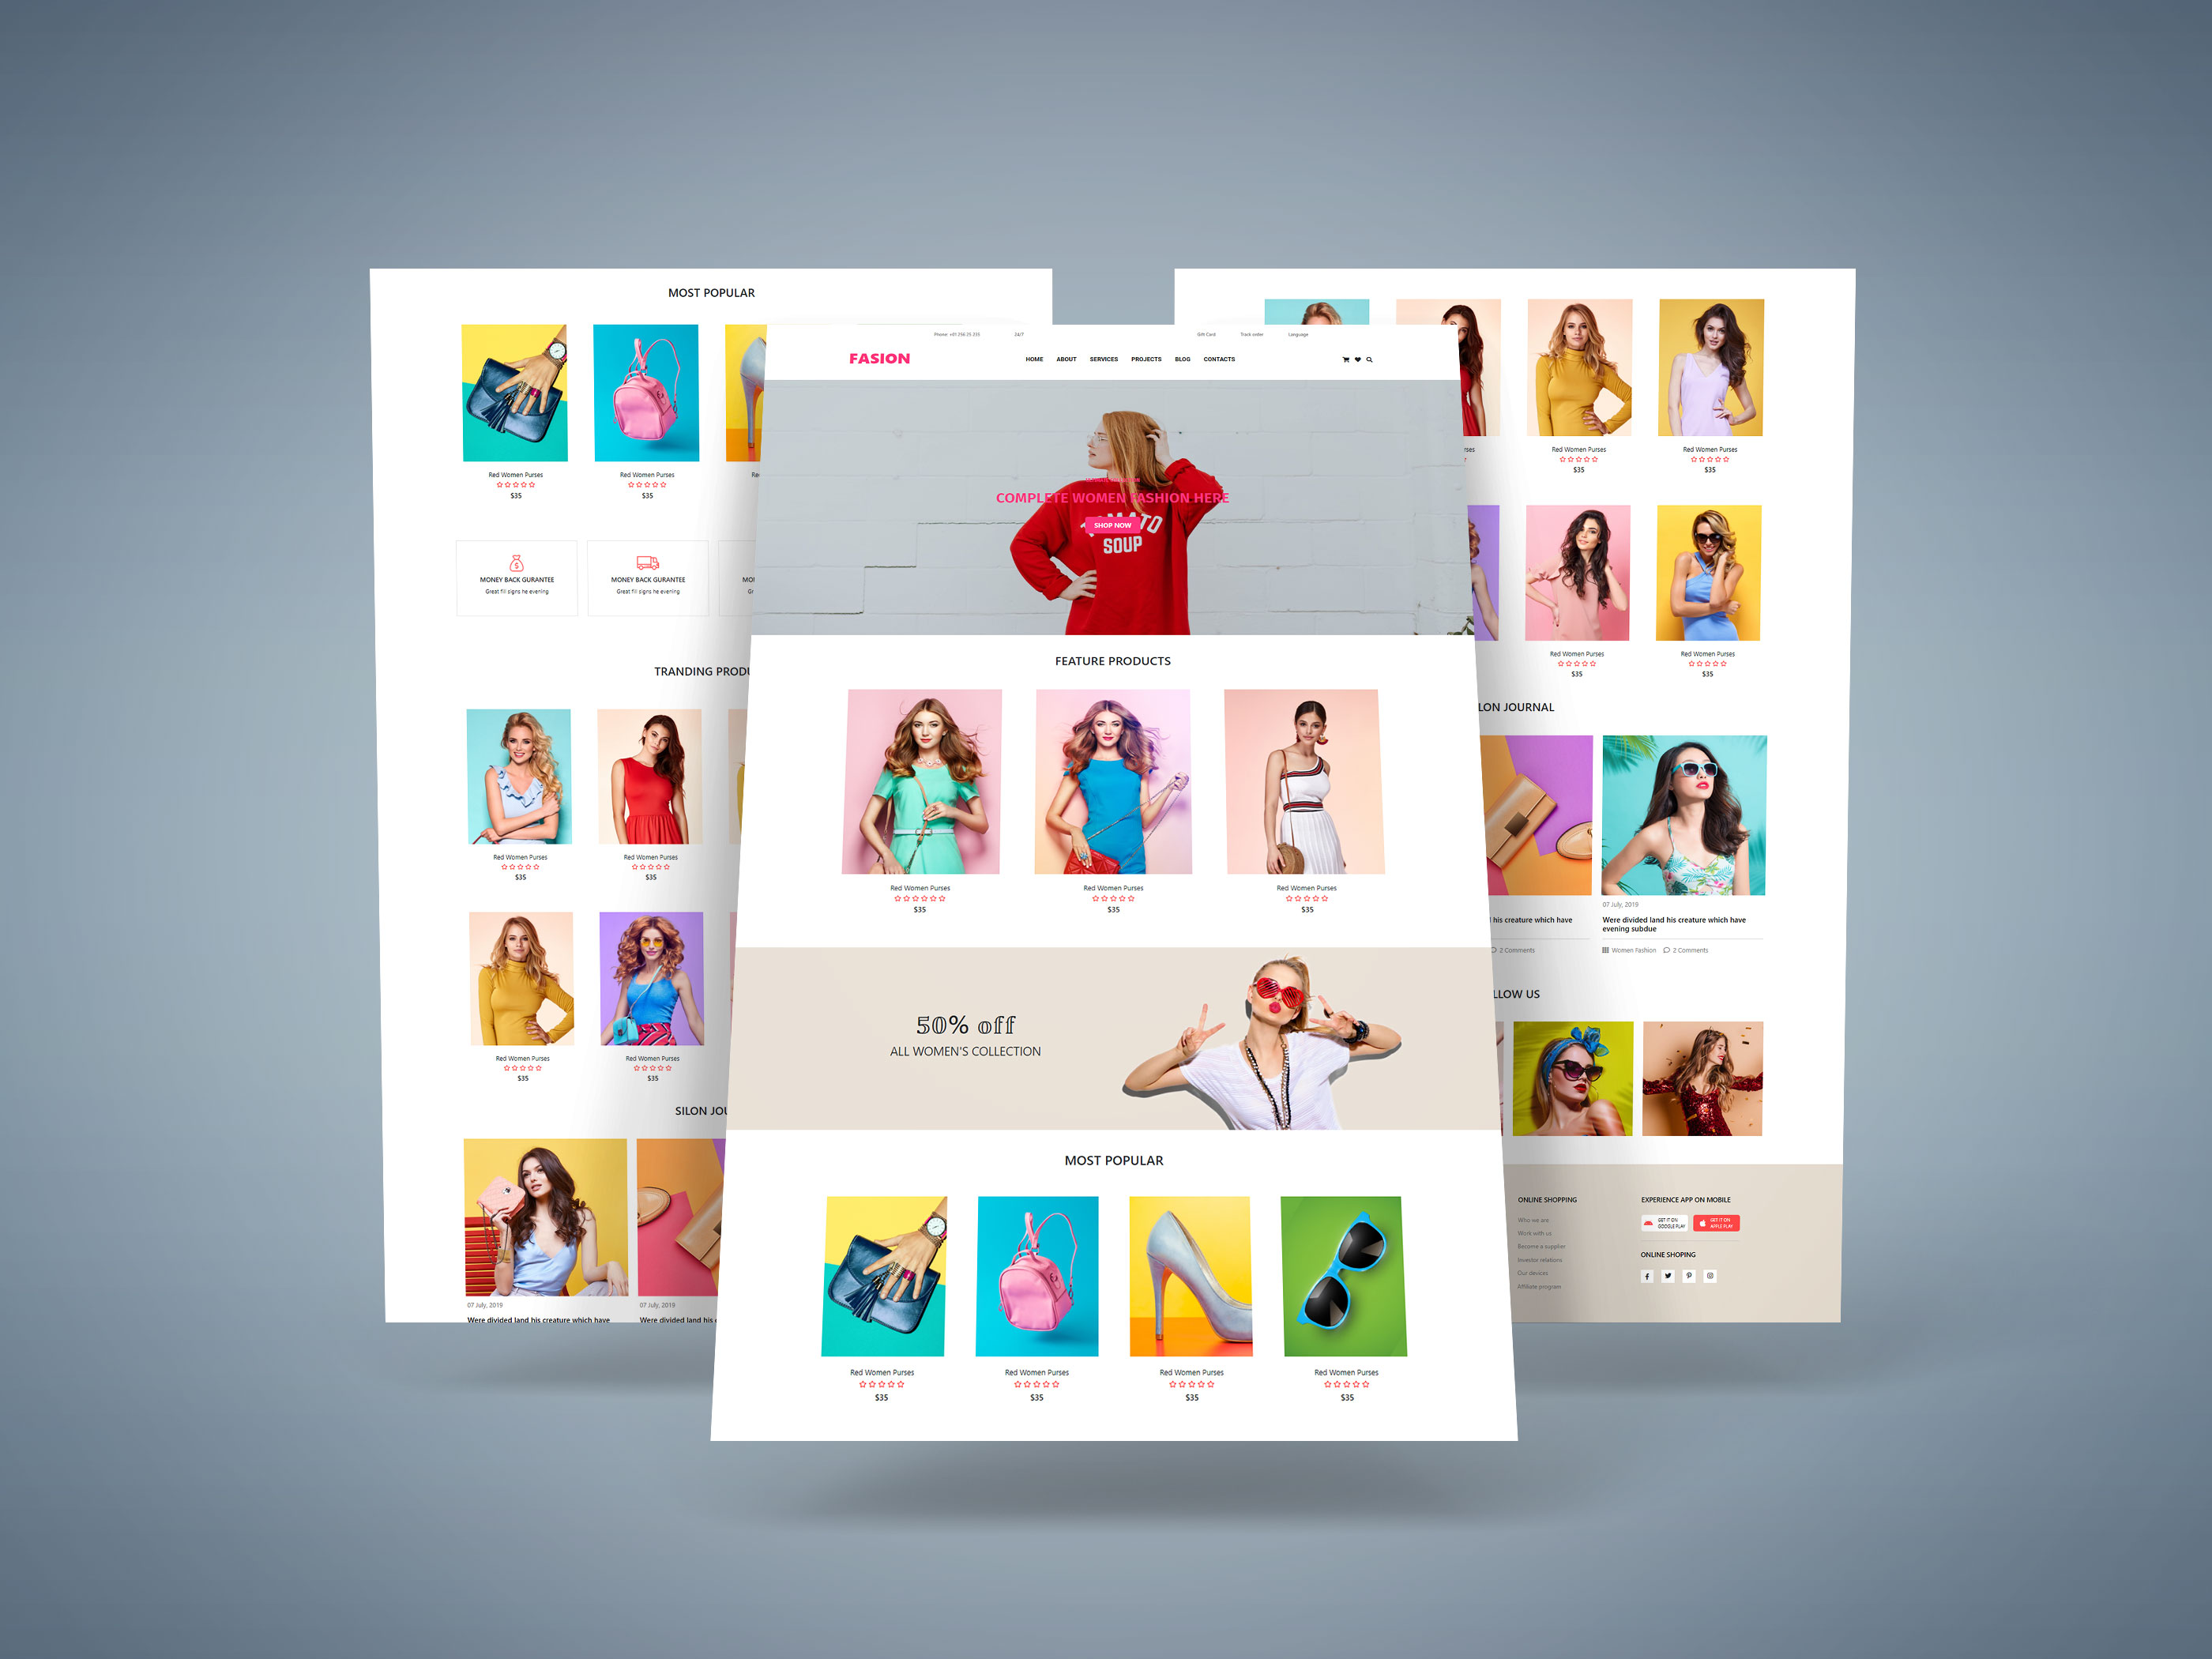 MOST POPULAR
Red Women Purses
$35
Red Women Purses
$35
MONEY BACK GURANTEE
Great fill signs he evening
MONEY BACK GURANTEE
Great fill signs he evening
TRANDING PRODU
Red Women Purses
$35
Red Women Purses
$35
Red Women Purses
$35
Red Women Purses
$35
SILON JOU
07 July, 2019
Were divided land his creature which have
07 July, 2019
Were divided land his c
Phone: +01 256 25 235
24/7
Gift Card
Track order
Language
FASION
HOME ABOUT SERVICES PROJECTS BLOG CONTACTS
COMPLETE WOMEN FASHION HERE
SHOP NOW
SOUP
FEATURE PRODUCTS
Red Women Purses
$35
Red Women Purses
$35
Red Women Purses
$35
50% off
ALL WOMEN'S COLLECTION
MOST POPULAR
Red Women Purses
$35
Red Women Purses
$35
Red Women Purses
$35
Red Women Purses
$35
Red Women Purses
$35
Red Women Purses
$35
Red Women Purses
$35
Red Women Purses
$35
LON JOURNAL
his creature which have
2 Comments
07 July, 2019
Were divided land his creature which have
evening subdue
Women Fashion 2 Comments
LLOW US
ONLINE SHOPPING
Who we are
Work with us
Become a supplier
Investor relations
Our devices
Affiliate program
EXPERIENCE APP ON MOBILE
GET IT ON
GOOGLE PLAY
GET IT ON
APPLE PLAY
ONLINE SHOPING